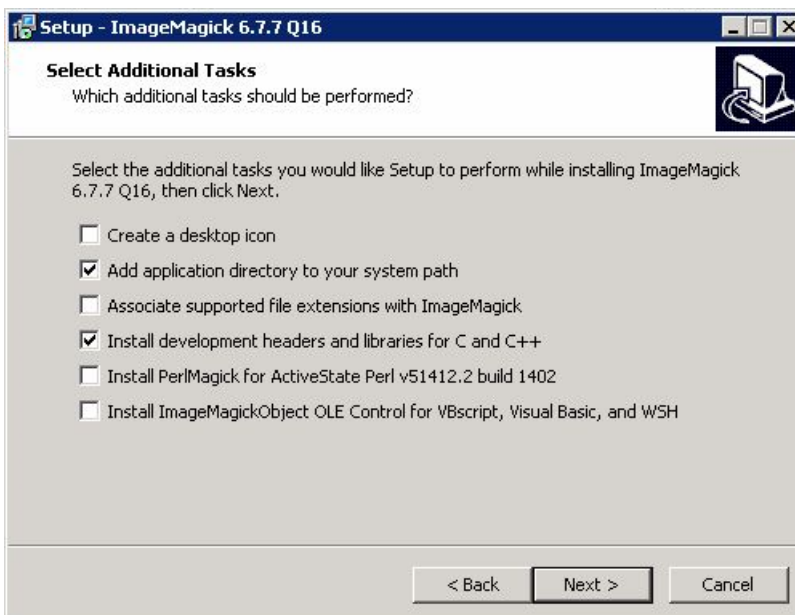 Setup - ImageMagick 6.7.7 Q16
Select Additional Tasks
Which additional tasks should be performed?
Select the additional tasks you would like Setup to perform while installing ImageMagick
6.7.7 Q16, then click Next.
Create a desktop icon
Add application directory to your system path
Associate supported file extensions with ImageMagick
Install development headers and libraries for C and C++
Install PerlMagick for ActiveState Perl v51412.2 build 1402
Install ImageMagickObject OLE Control for VBscript, Visual Basic, and WSH
< Back Next > Cancel